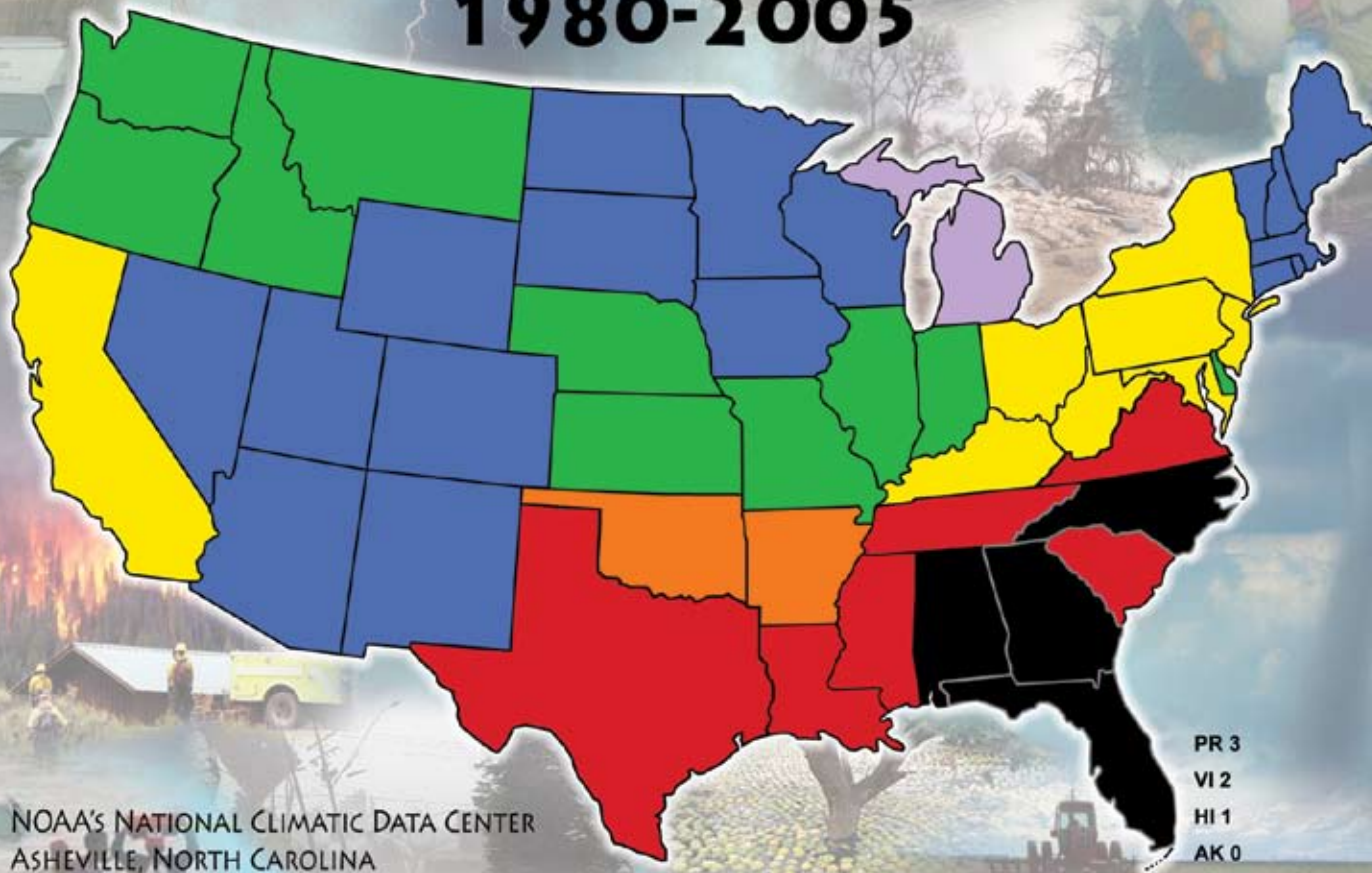 1980-2005
PR 3
VI 2
HI 1
AK 0
NOAA'S NATIONAL CLIMATIC DATA CENTER
ASHEVILLE, NORTH CAROLINA